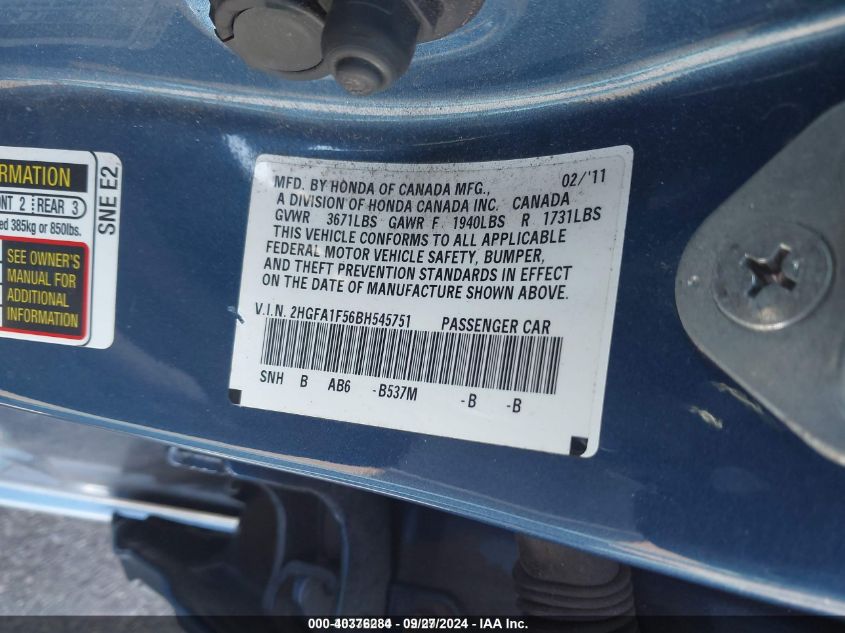 RMATION
NT 2 REAR 3
ed 385kg or 850lbs.
SEE OWNER'S
MANUAL FOR
ADDITIONAL
INFORMATION
SNE E2
MFD. BY HONDA OF CANADA MFG., 02/'11
A DIVISION OF HONDA CANADA INC. CANADA
GVWR 3671LBS GAWR F 1940LBS R 1731LBS
THIS VEHICLE CONFORMS TO ALL APPLICABLE
FEDERAL MOTOR VEHICLE SAFETY, BUMPER,
AND THEFT PREVENTION STANDARDS IN EFFECT
ON THE DATE OF MANUFACTURE SHOWN ABOVE.
V.I.N. 2HGFA1F56BH545751 PASSENGER CAR
SNH B AB6 -B537M -B -B
000-40376284 - 09/27/2024 - IAA Inc.